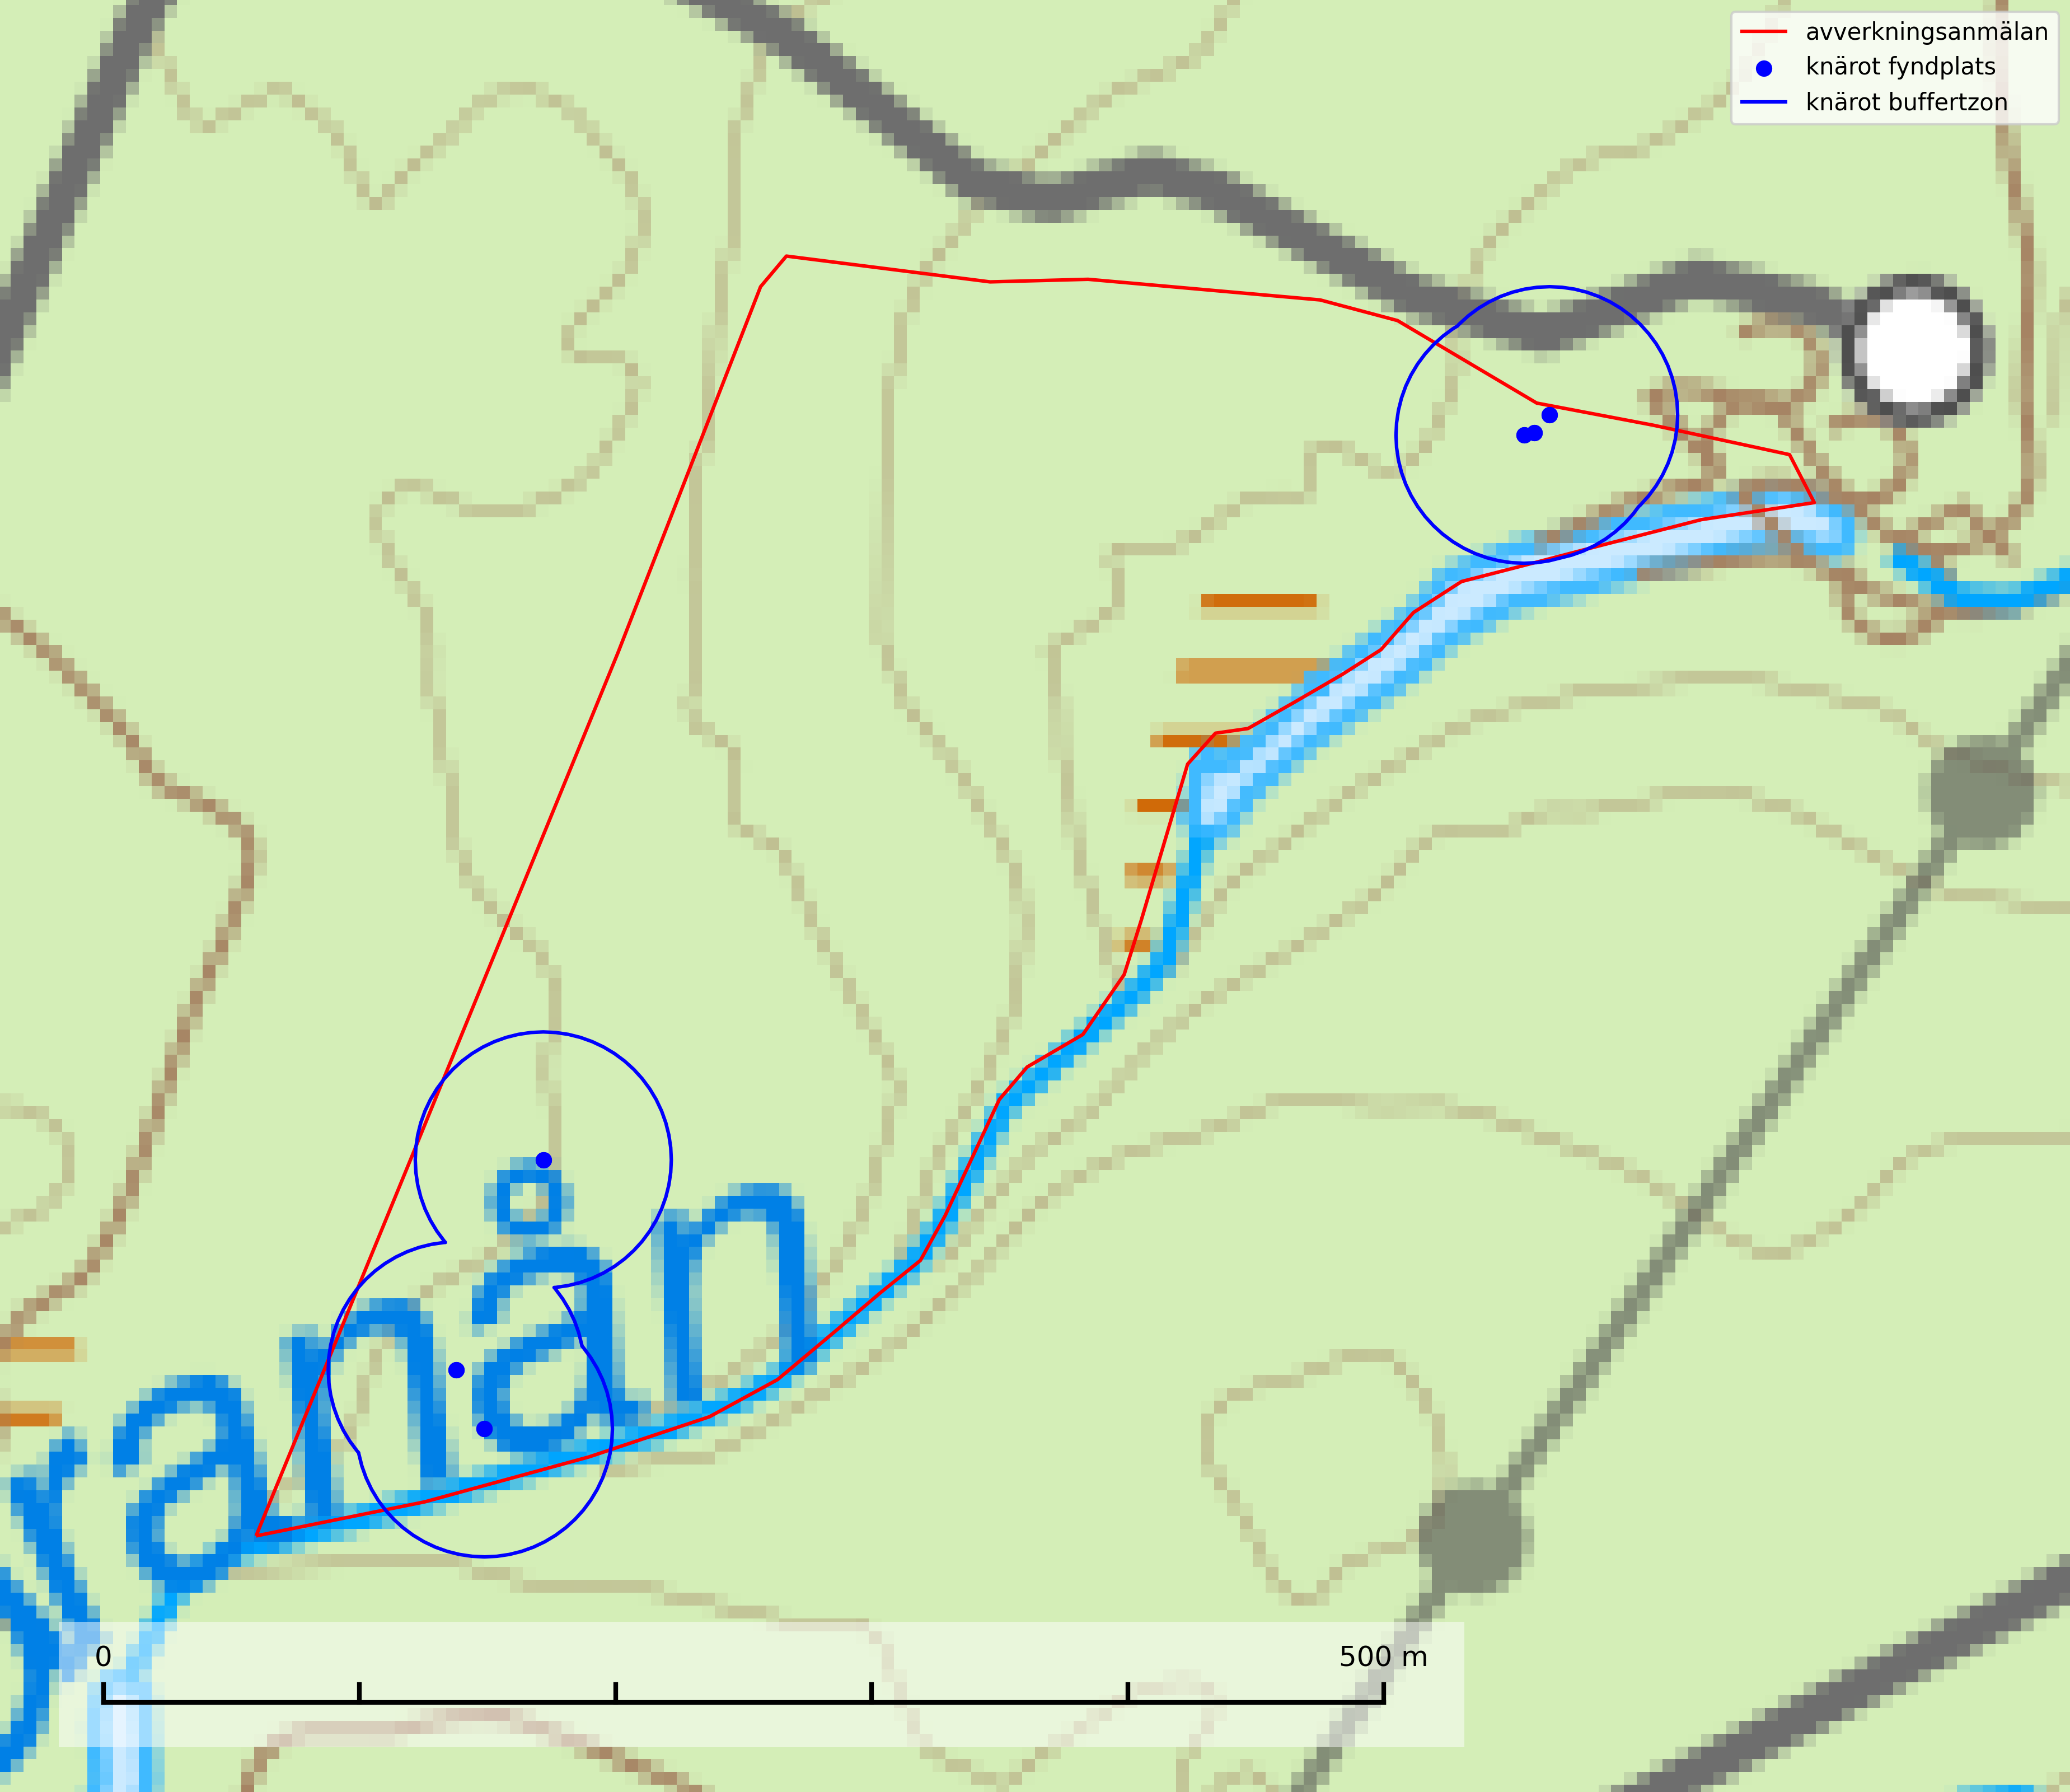 avverkningsanmälan
knärot fyndplats
knärot buffertzon
ranån
0 500 m